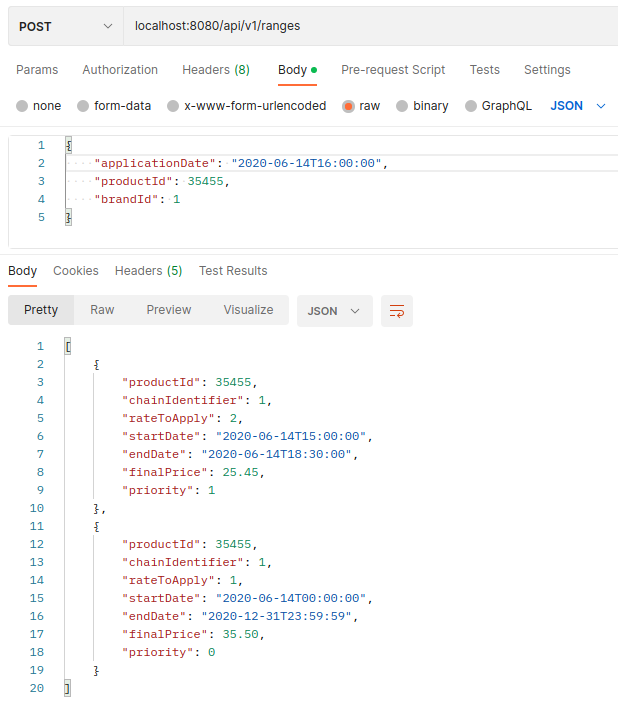 POST localhost:8080/api/v1/ranges
Params Authorization Headers (8) Body Pre-request Script Tests Settings
none form-data x-www-form-urlencoded raw binary GraphQL JSON
1 {
2 "applicationDate": "2020-06-14T16:00:00",
3 "productId": 35455,
4 "brandId": 1
5 }
Body Cookies Headers (5) Test Results
Pretty Raw Preview Visualize JSON
1 [
2 {
3 "productId": 35455,
4 "chainIdentifier": 1,
5 "rateToApply": 2,
6 "startDate": "2020-06-14T15:00:00",
7 "endDate": "2020-06-14T18:30:00",
8 "finalPrice": 25.45,
9 "priority": 1
10 },
11 {
12 "productId": 35455,
13 "chainIdentifier": 1,
14 "rateToApply": 1,
15 "startDate": "2020-06-14T00:00:00",
16 "endDate": "2020-12-31T23:59:59",
17 "finalPrice": 35.50,
18 "priority": 0
19 }
20 ]